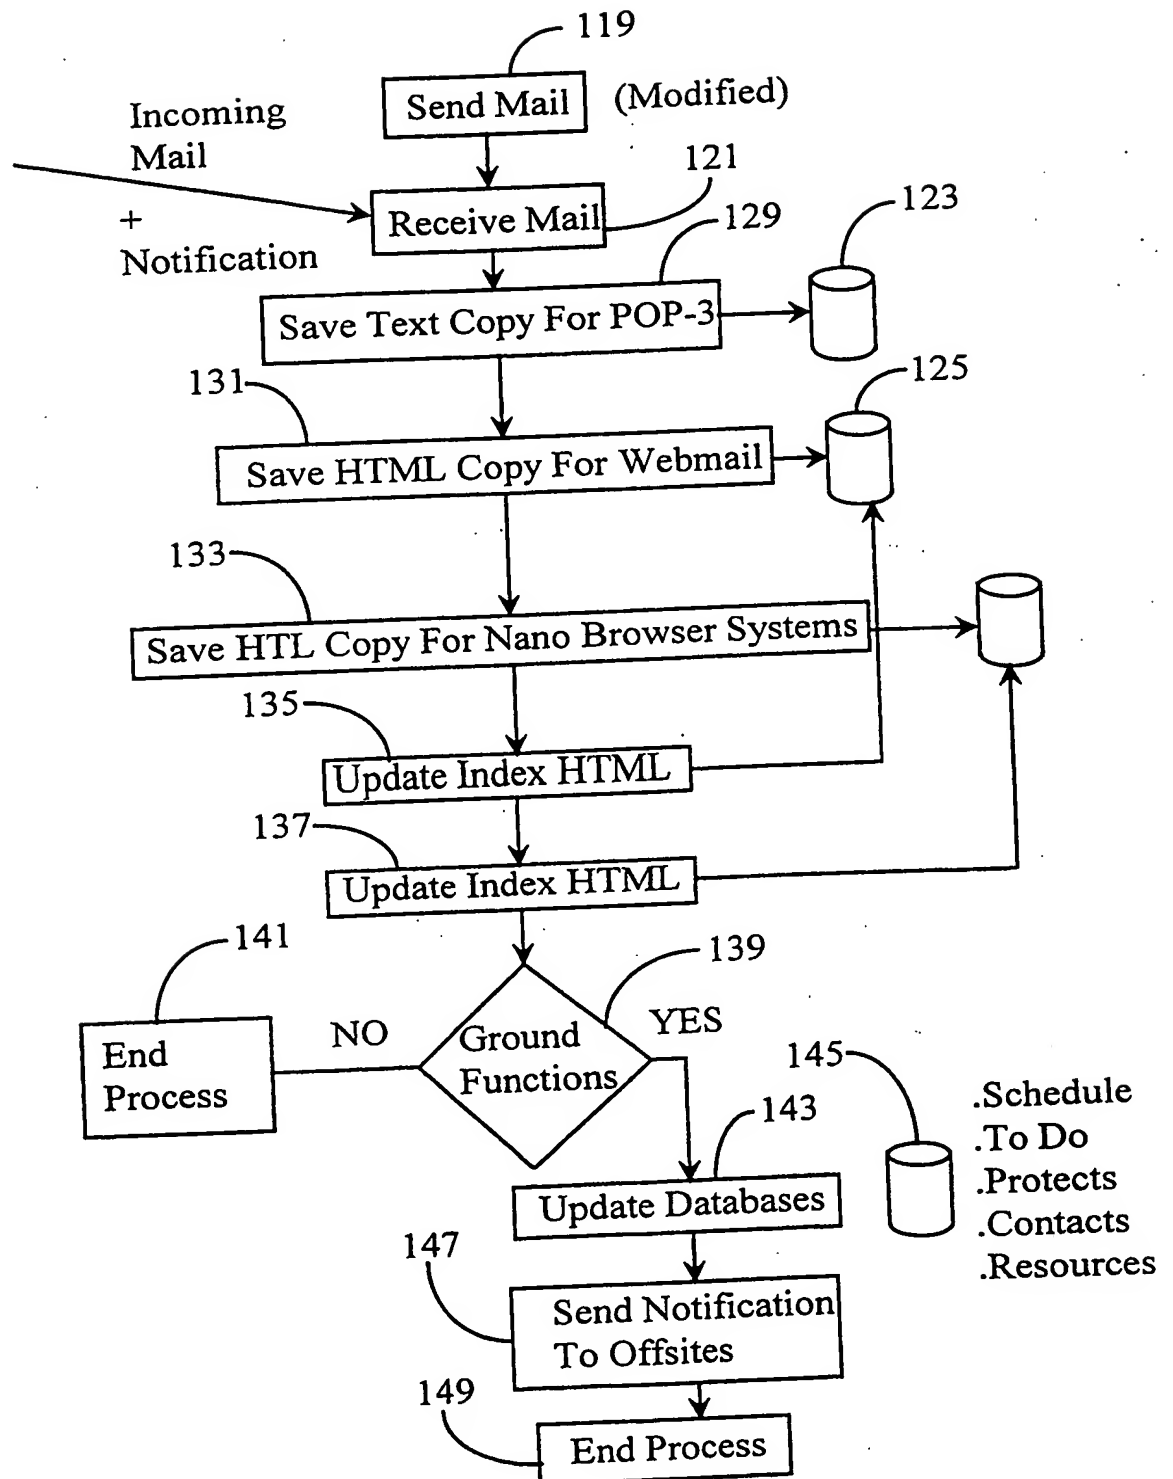 119
Send Mail
(Modified)
Incoming
Mail
+
Notification
121
Receive Mail
129
123
Save Text Copy For POP-3
131
125
Save HTML Copy For Webmail
133
Save HTL Copy For Nano Browser Systems
135
Update Index HTML
137
Update Index HTML
141
139
End
Process
NO
Ground
Functions
YES
145
.Schedule
.To Do
.Protects
.Contacts
.Resources
143
Update Databases
147
Send Notification
To Offsites
149
End Process